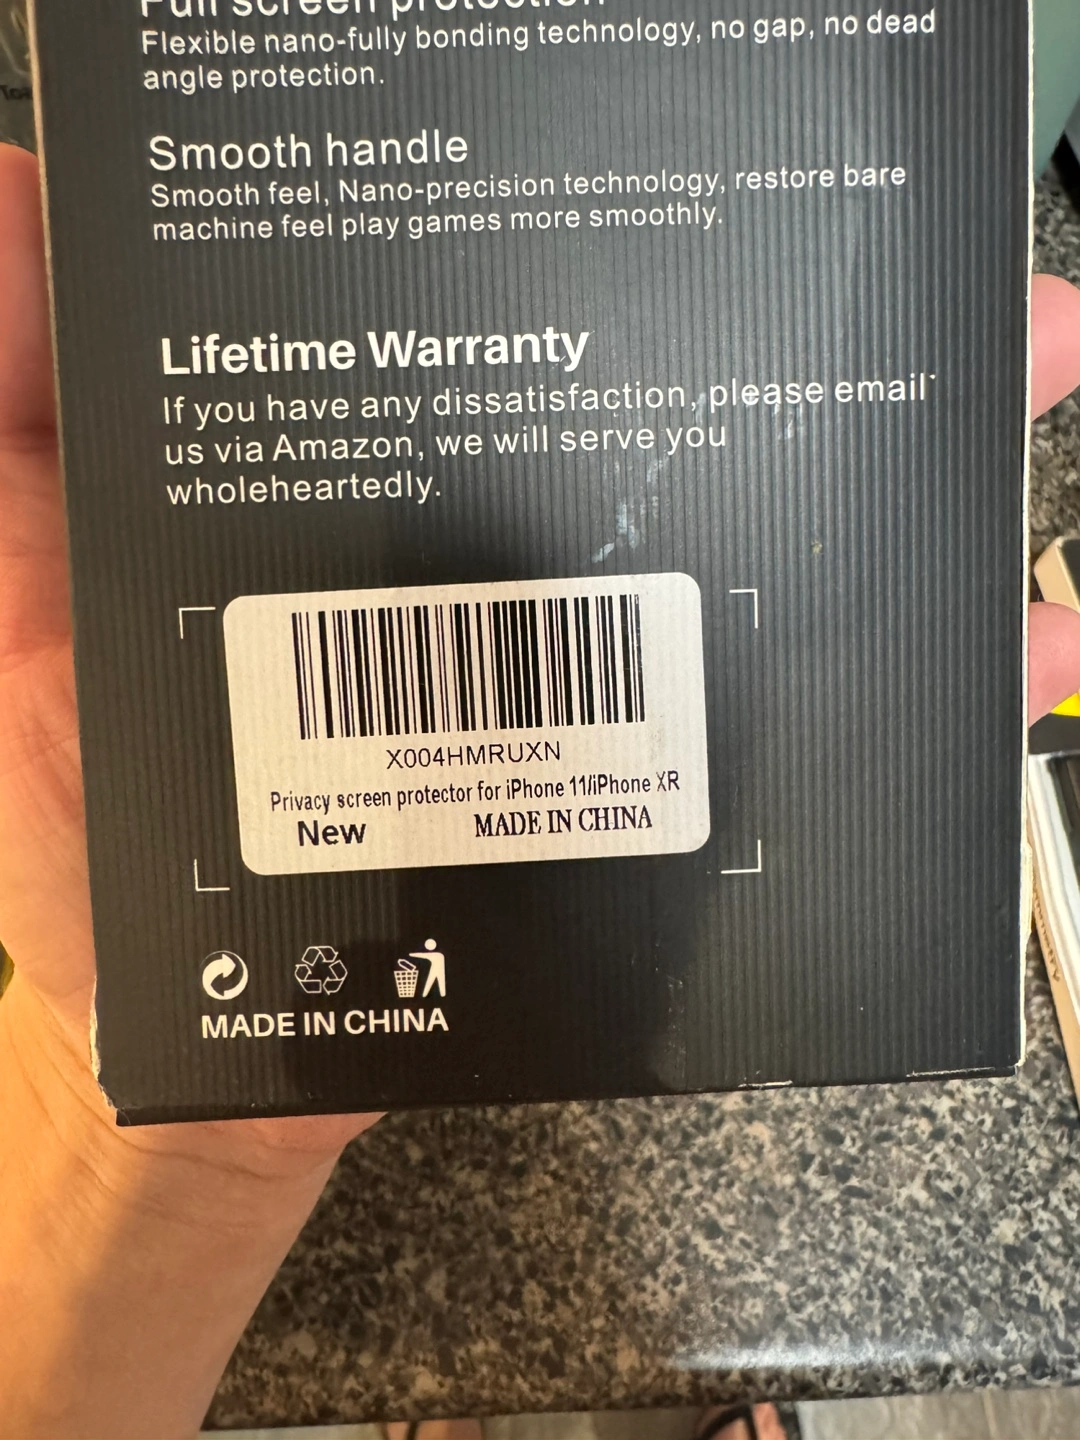 Full screen protection
Flexible nano-fully bonding technology, no gap, no dead
angle protection.
Smooth handle
Smooth feel, Nano-precision technology, restore bare
machine feel play games more smoothly.
Lifetime Warranty
If you have any dissatisfaction, please email
us via Amazon, we will serve you
wholeheartedly.
X004HMRUXN
Privacy screen protector for iPhone 11/iPhone XR
New MADE IN CHINA
MADE IN CHINA